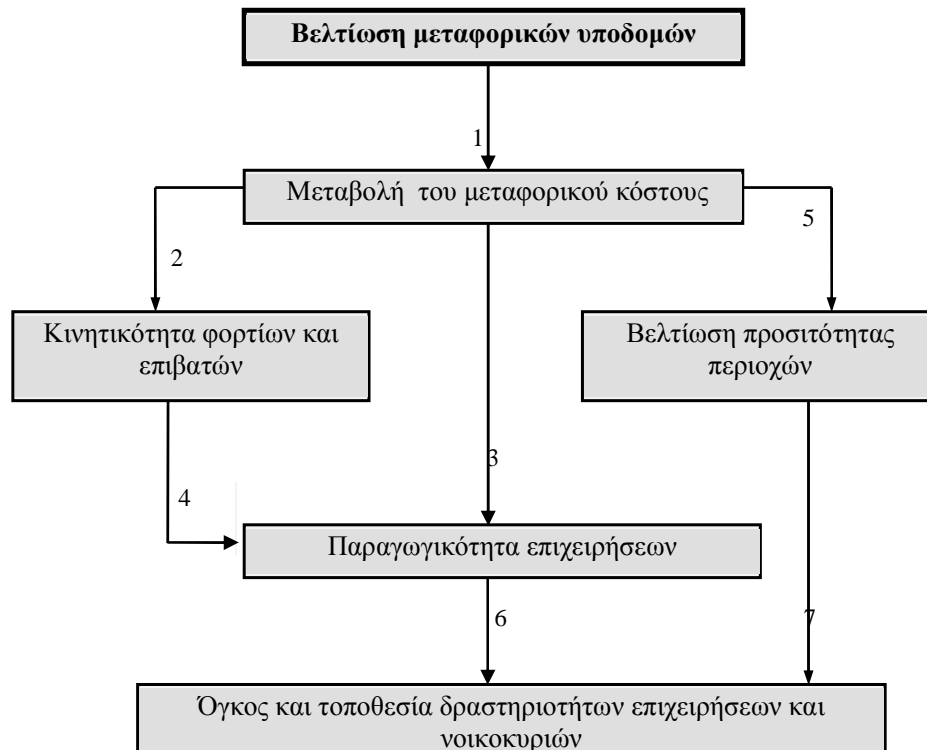 Βελτίωση μεταφορικών υποδομών
1
Μεταβολή του μεταφορικού κόστους
2
5
Κινητικότητα φορτίων και
επιβατών
Βελτίωση προσιτότητας
περιοχών
3
4
Παραγωγικότητα επιχειρήσεων
6
7
Όγκος και τοποθεσία δραστηριοτήτων επιχειρήσεων και
νοικοκυριών